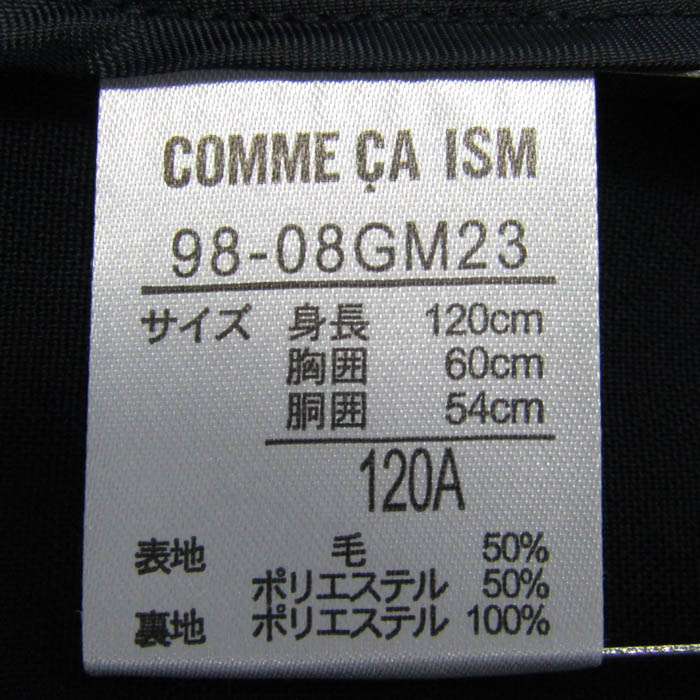 COMME ÇA ISM
98-08GM23
サイズ 身長 120cm
胸囲 60cm
胴囲 54cm
120A
表地 毛 50%
ポリエステル 50%
裏地 ポリエステル 100%